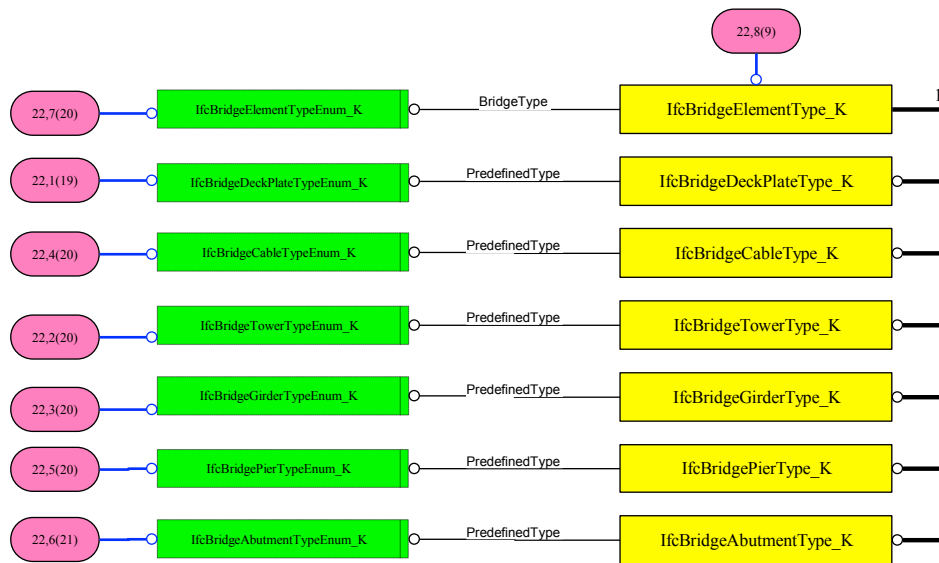 22,8(9)
22,7(20) IfcBridgeElementTypeEnum_K BridgeType IfcBridgeElementType_K 1
22,1(19) IfcBridgeDeckPlateTypeEnum_K PredefinedType IfcBridgeDeckPlateType_K
22,4(20) IfcBridgeCableTypeEnum_K PredefinedType IfcBridgeCableType_K
22,2(20) IfcBridgeTowerTypeEnum_K PredefinedType IfcBridgeTowerType_K
22,3(20) IfcBridgeGirderTypeEnum_K PredefinedType IfcBridgeGirderType_K
22,5(20) IfcBridgePierTypeEnum_K PredefinedType IfcBridgePierType_K
22,6(21) IfcBridgeAbutmentTypeEnum_K PredefinedType IfcBridgeAbutmentType_K